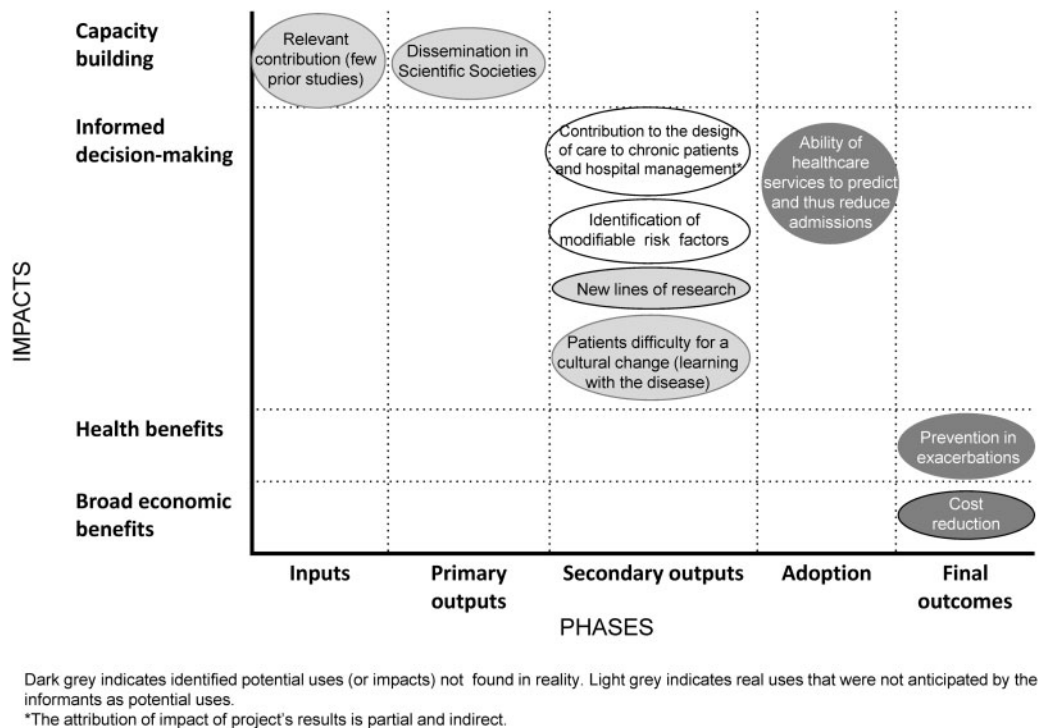 Capacity
building
Relevant
contribution (few
prior studies)
Dissemination in
Scientific Societies
Informed
decision-making
Contribution to the design
of care to chronic patients
and hospital management*
Identification of
modifiable risk factors
New lines of research
Patients difficulty for a
cultural change (learning
with the disease)
Ability of
healthcare
services to predict
and thus reduce
admissions
IMPACTS
Health benefits
Prevention in
exacerbations
Broad economic
benefits
Cost
reduction
Inputs
Primary
outputs
Secondary outputs
Adoption
Final
outcomes
PHASES
Dark grey indicates identified potential uses (or impacts) not found in reality. Light grey indicates real uses that were not anticipated by the
informants as potential uses.
*The attribution of impact of project's results is partial and indirect.